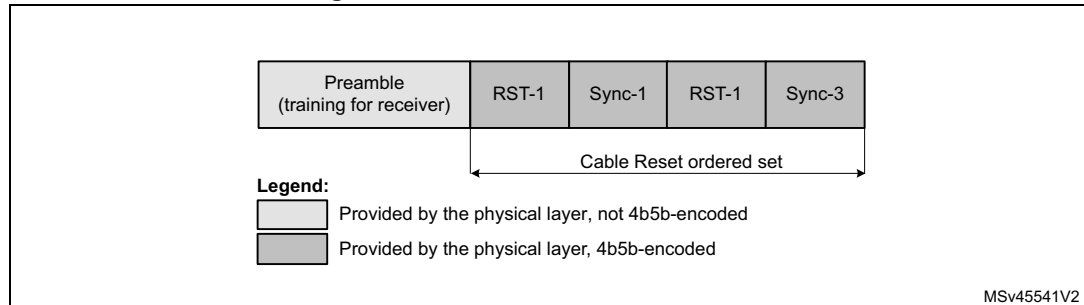 Preamble
(training for receiver)
RST-1
Sync-1
RST-1
Sync-3
Cable Reset ordered set
Legend:
Provided by the physical layer, not 4b5b-encoded
Provided by the physical layer, 4b5b-encoded
MSv45541V2